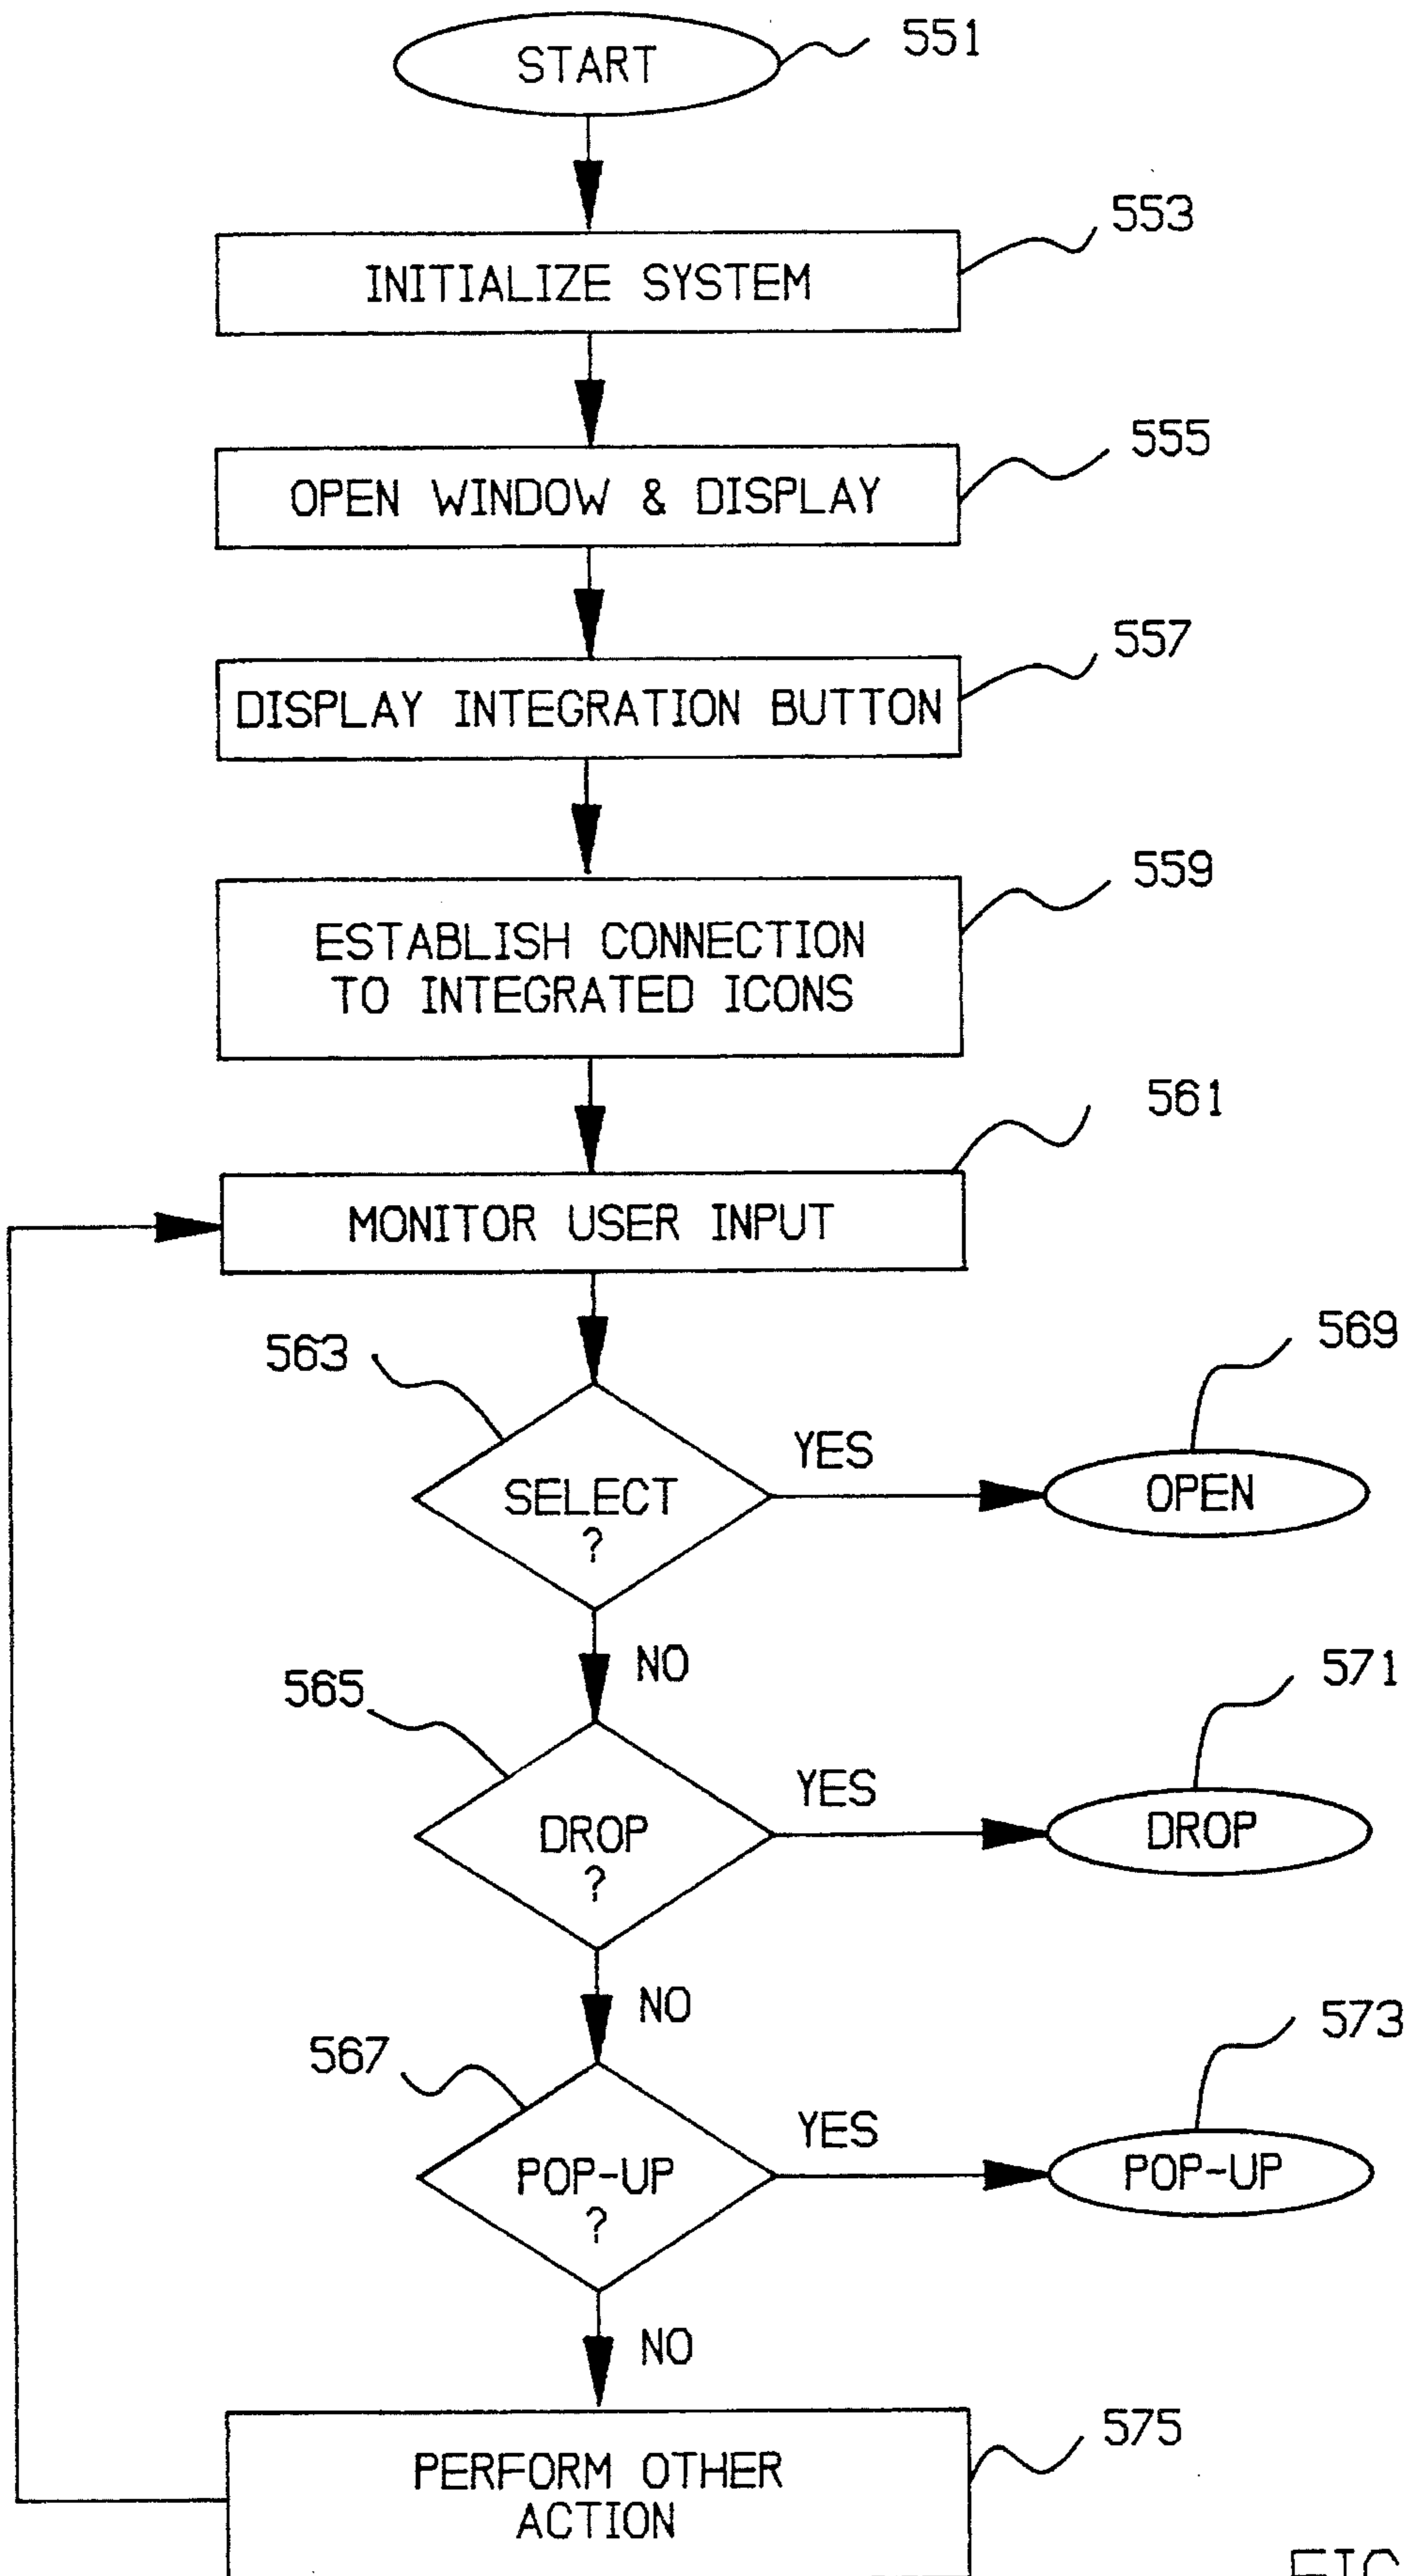 START
551
INITIALIZE SYSTEM
553
OPEN WINDOW & DISPLAY
555
DISPLAY INTEGRATION BUTTON
557
ESTABLISH CONNECTION
TO INTEGRATED ICONS
559
MONITOR USER INPUT
561
563
SELECT
?
YES
OPEN
569
NO
565
DROP
?
YES
DROP
571
NO
567
POP-UP
?
YES
POP-UP
573
NO
PERFORM OTHER
ACTION
575